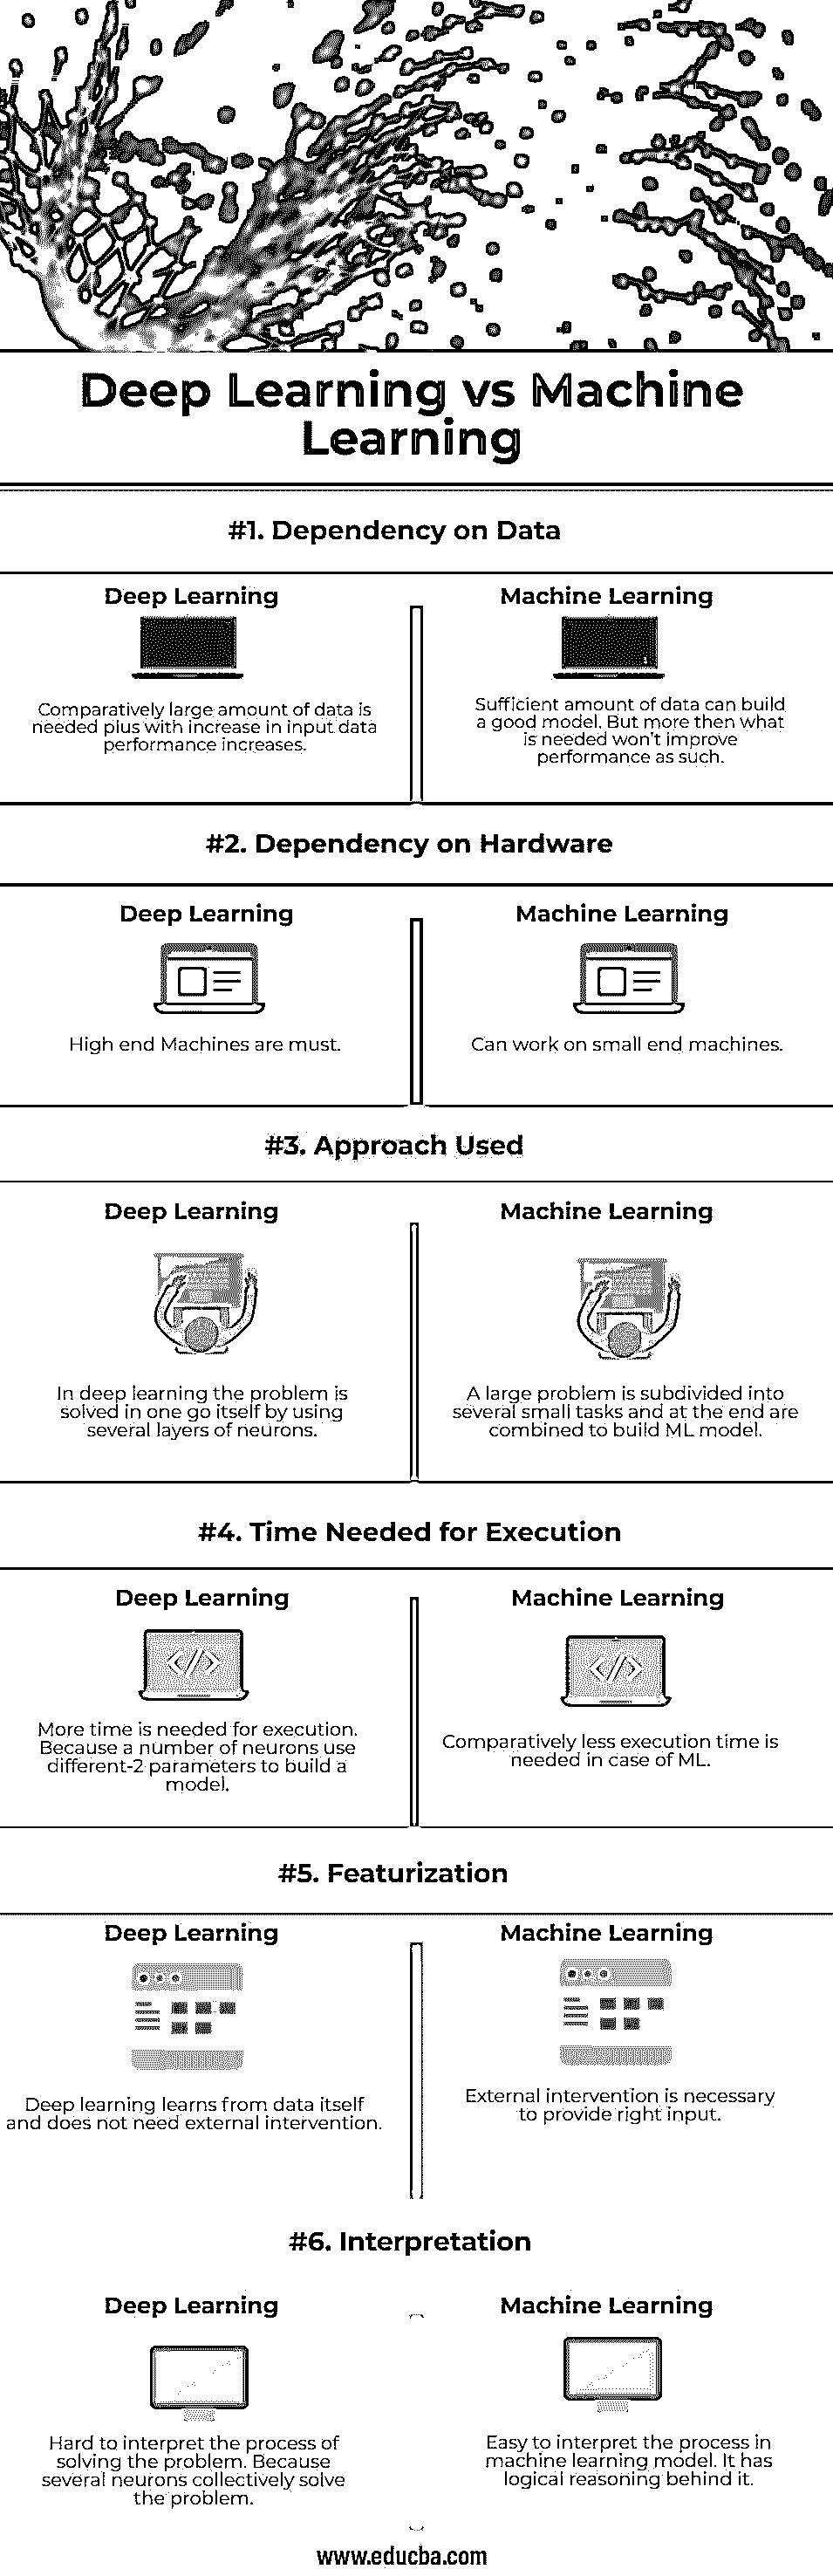 Deep Learning vs Machine
Learning
#1. Dependency on Data
Deep Learning
Comparatively large amount of data is
needed plus with increase in input data
performance increases.
Machine Learning
Sufficient amount of data can build
a good model. But more then what
is needed won't improve
performance as such.
#2. Dependency on Hardware
Deep Learning
High end Machines are must.
Machine Learning
Can work on small end machines.
#3. Approach Used
Deep Learning
In deep learning the problem is
solved in one go itself by using
several layers of neurons.
Machine Learning
A large problem is subdivided into
several small tasks and at the end are
combined to build ML model.
#4. Time Needed for Execution
Deep Learning
More time is needed for execution.
Because a number of neurons use
different-2 parameters to build a
model.
Machine Learning
Comparatively less execution time is
needed in case of ML.
#5. Featurization
Deep Learning
Deep learning learns from data itself
and does not need external intervention.
Machine Learning
External intervention is necessary
to provide right input.
#6. Interpretation
Deep Learning
Hard to interpret the process of
solving the problem. Because
several neurons collectively solve
the problem.
Machine Learning
Easy to interpret the process in
machine learning model. It has
logical reasoning behind it.
www.educba.com